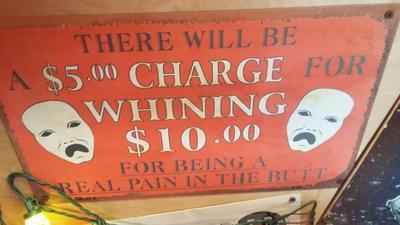 THERE WILL BE
A $5.00 CHARGE FOR
WHINING
$10.00
FOR BEING A
REAL PAIN IN THE BUTT